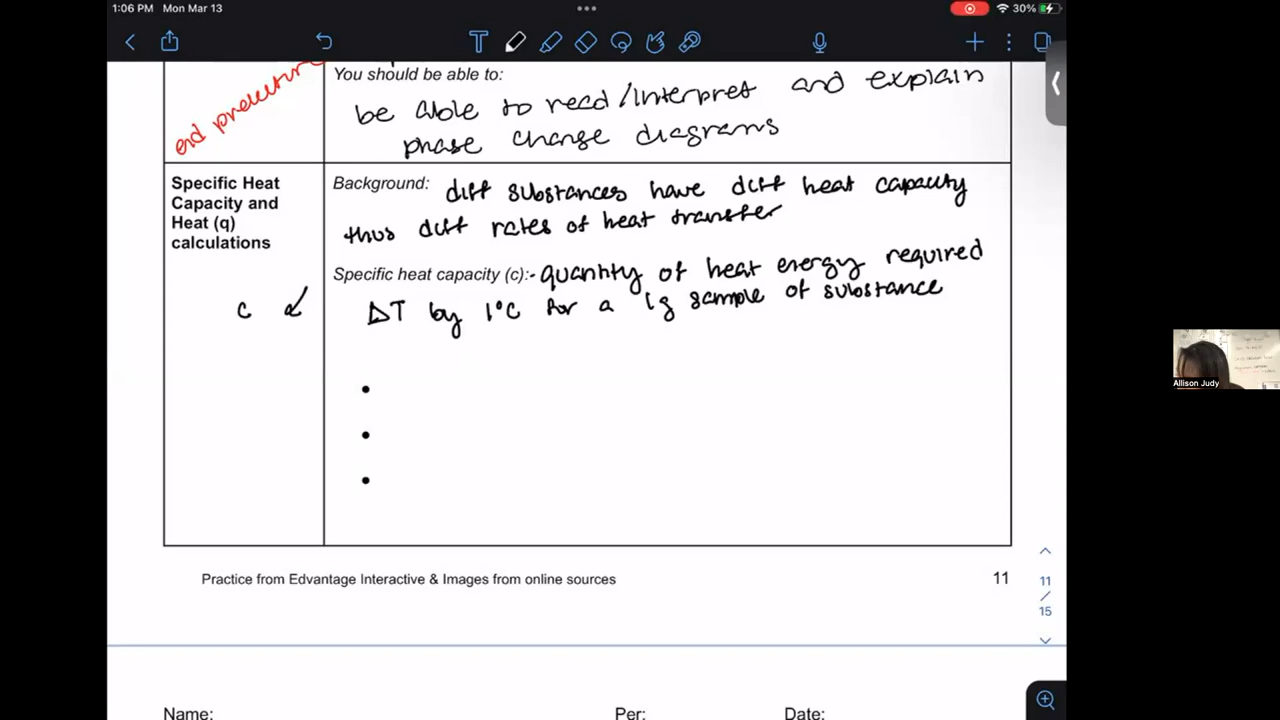 1:06 PM Mon Mar 13
30%
You should be able to:
be able to read/interpret and explain
phase change diagrams
end prediction
Specific Heat
Capacity and
Heat (q)
calculations
Background: diff substances have diff heat capacity
thus diff rates of heat transfer
Specific heat capacity (c):- quantity of heat energy required
ΔT by 1°C for a 1g sample of substance
c α
Practice from Edvantage Interactive & Images from online sources
11
11
/
15
Name:
Per:
Date:
Allison Judy